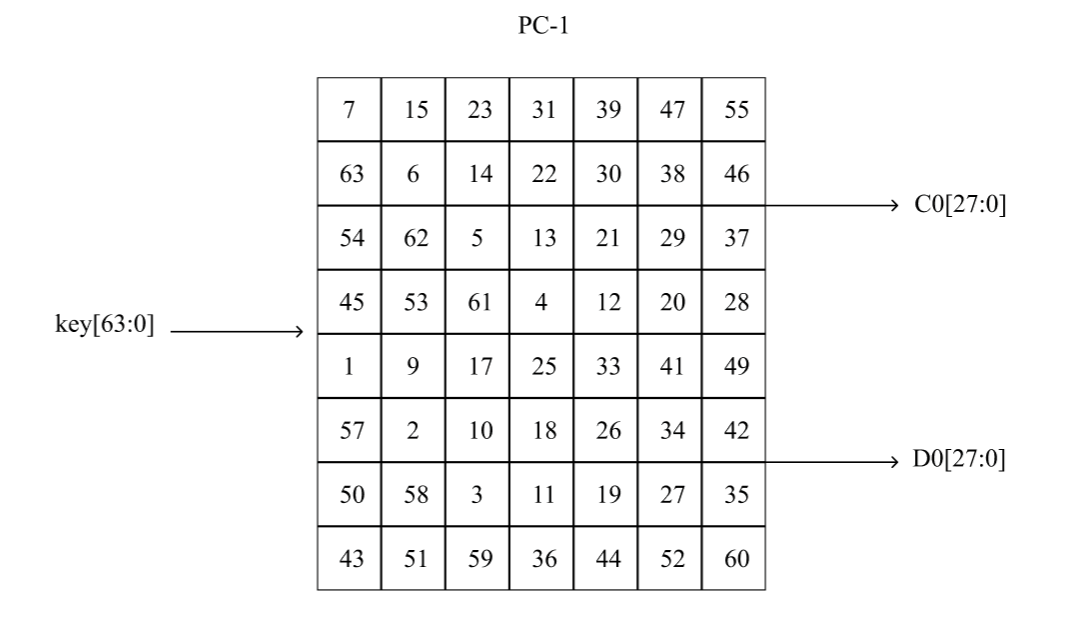 PC-1
7 15 23 31 39 47 55
63 6 14 22 30 38 46
C0[27:0]
54 62 5 13 21 29 37
45 53 61 4 12 20 28
key[63:0]
1 9 17 25 33 41 49
57 2 10 18 26 34 42
D0[27:0]
50 58 3 11 19 27 35
43 51 59 36 44 52 60